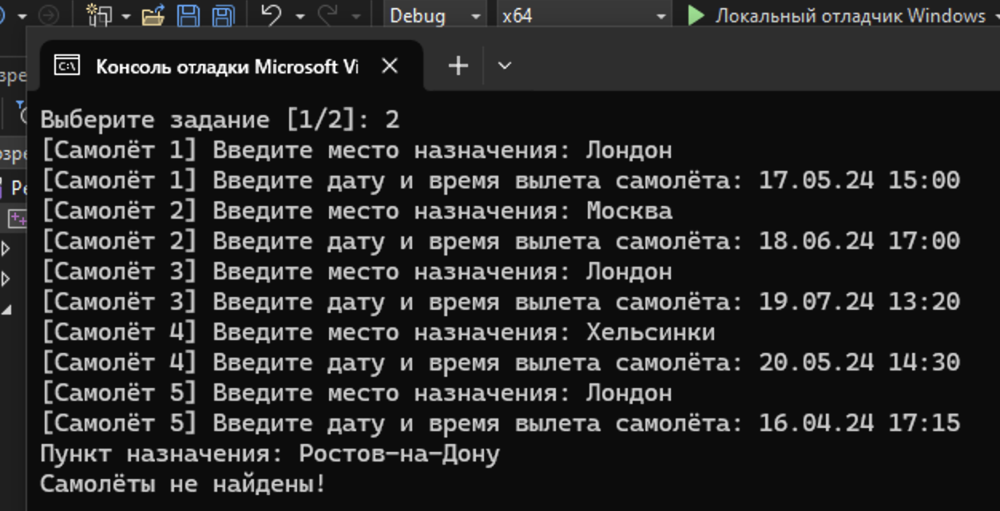 Debug x64 Локальный отладчик Windows
Консоль отладки Microsoft Vi
Выберите задание [1/2]: 2
[Самолёт 1] Введите место назначения: Лондон
[Самолёт 1] Введите дату и время вылета самолёта: 17.05.24 15:00
[Самолёт 2] Введите место назначения: Москва
[Самолёт 2] Введите дату и время вылета самолёта: 18.06.24 17:00
[Самолёт 3] Введите место назначения: Лондон
[Самолёт 3] Введите дату и время вылета самолёта: 19.07.24 13:20
[Самолёт 4] Введите место назначения: Хельсинки
[Самолёт 4] Введите дату и время вылета самолёта: 20.05.24 14:30
[Самолёт 5] Введите место назначения: Лондон
[Самолёт 5] Введите дату и время вылета самолёта: 16.04.24 17:15
Пункт назначения: Ростов-на-Дону
Самолёты не найдены!